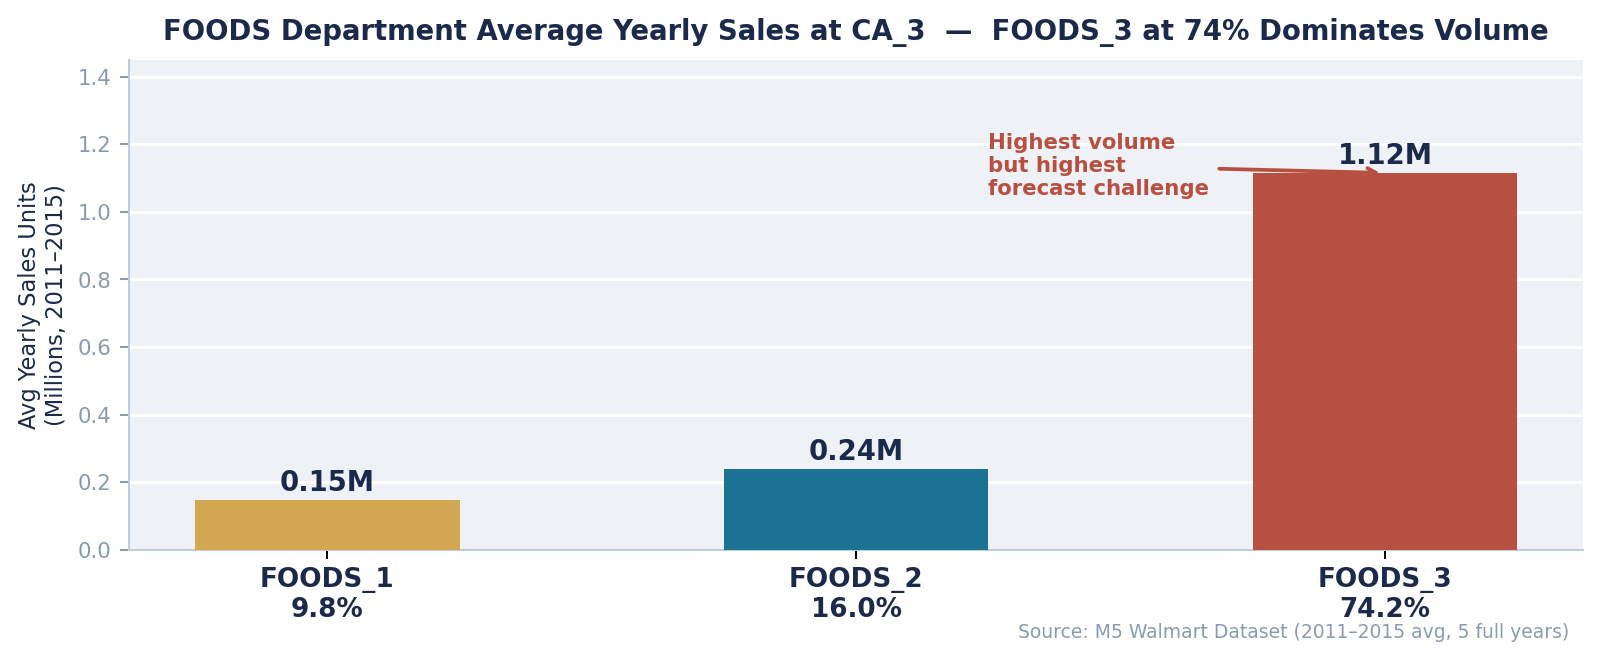 FOODS Department Average Yearly Sales at CA_3 — FOODS_3 at 74% Dominates Volume
Avg Yearly Sales Units
(Millions, 2011–2015)
1.4
1.2
1.0
0.8
0.6
0.4
0.2
0.0
Highest volume
but highest
forecast challenge
0.15M
0.24M
1.12M
FOODS_1
9.8%
FOODS_2
16.0%
FOODS_3
74.2%
Source: M5 Walmart Dataset (2011–2015 avg, 5 full years)